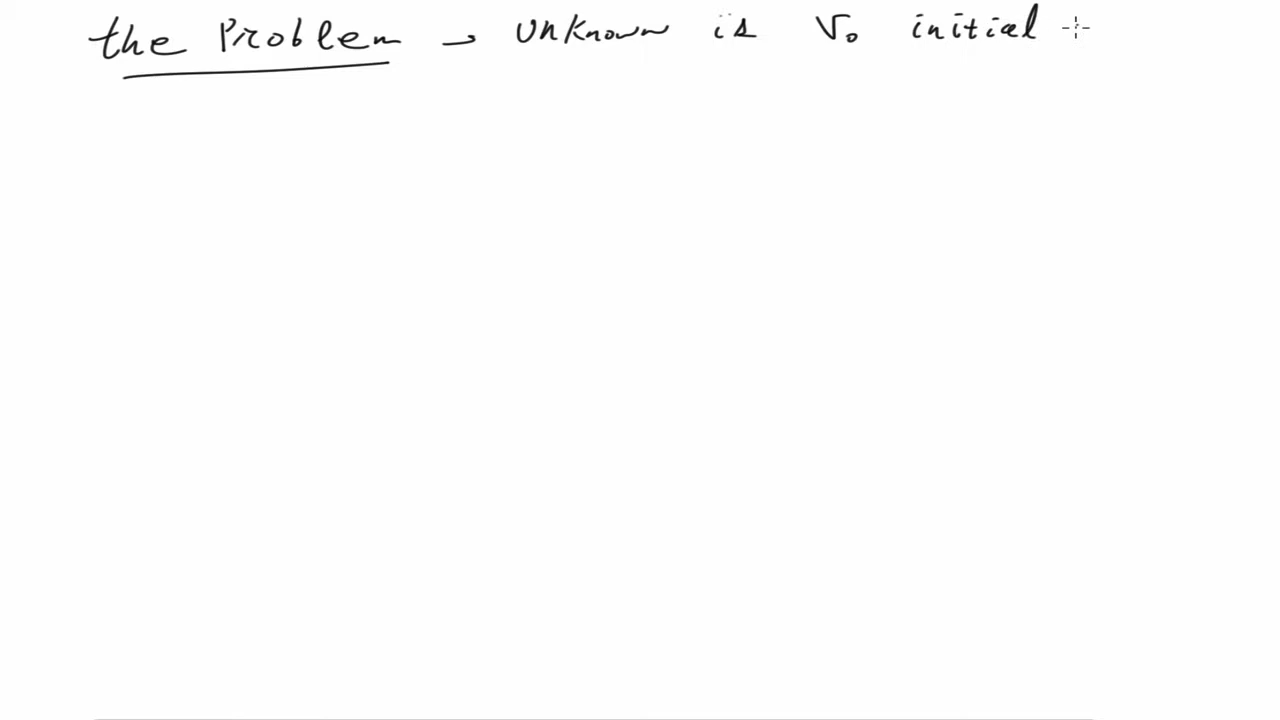 the Problem → unknown is V₀ initial